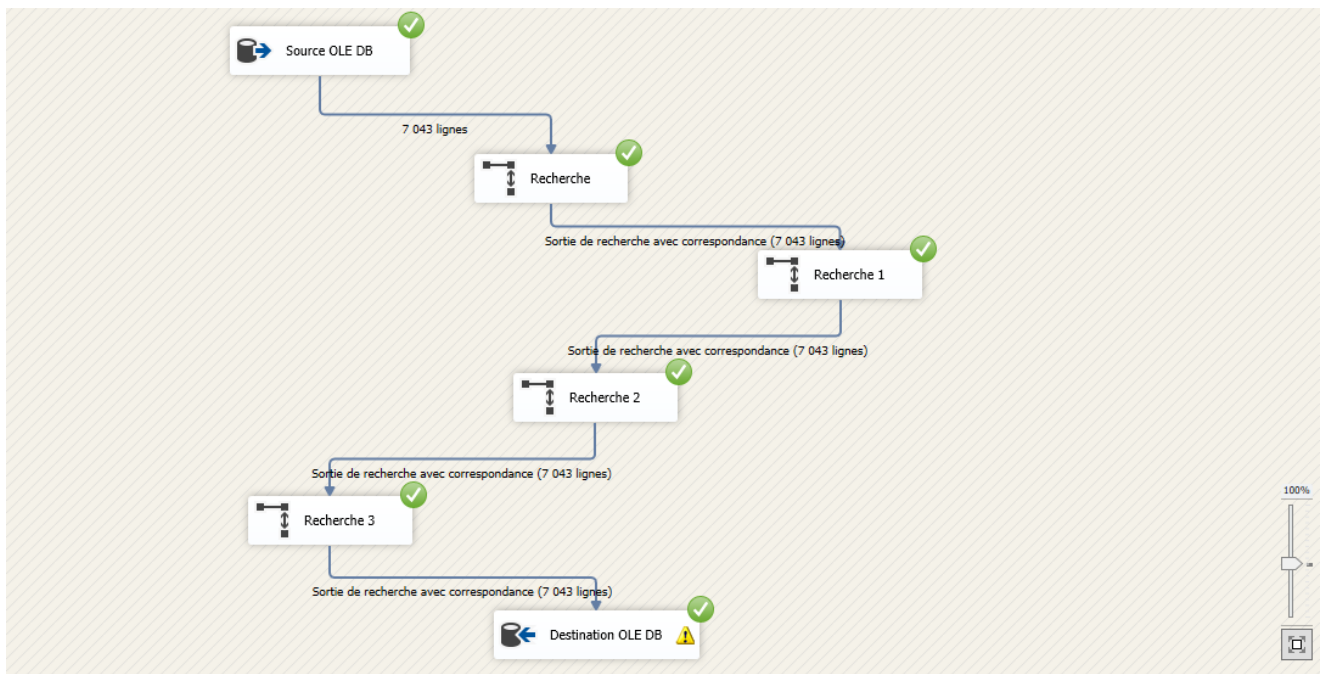 Source OLE DB
7 043 lignes
Recherche
Sortie de recherche avec correspondance (7 043 lignes)
Recherche 1
Sortie de recherche avec correspondance (7 043 lignes)
Recherche 2
Sortie de recherche avec correspondance (7 043 lignes)
100%
Recherche 3
Sortie de recherche avec correspondance (7 043 lignes)
Destination OLE DB